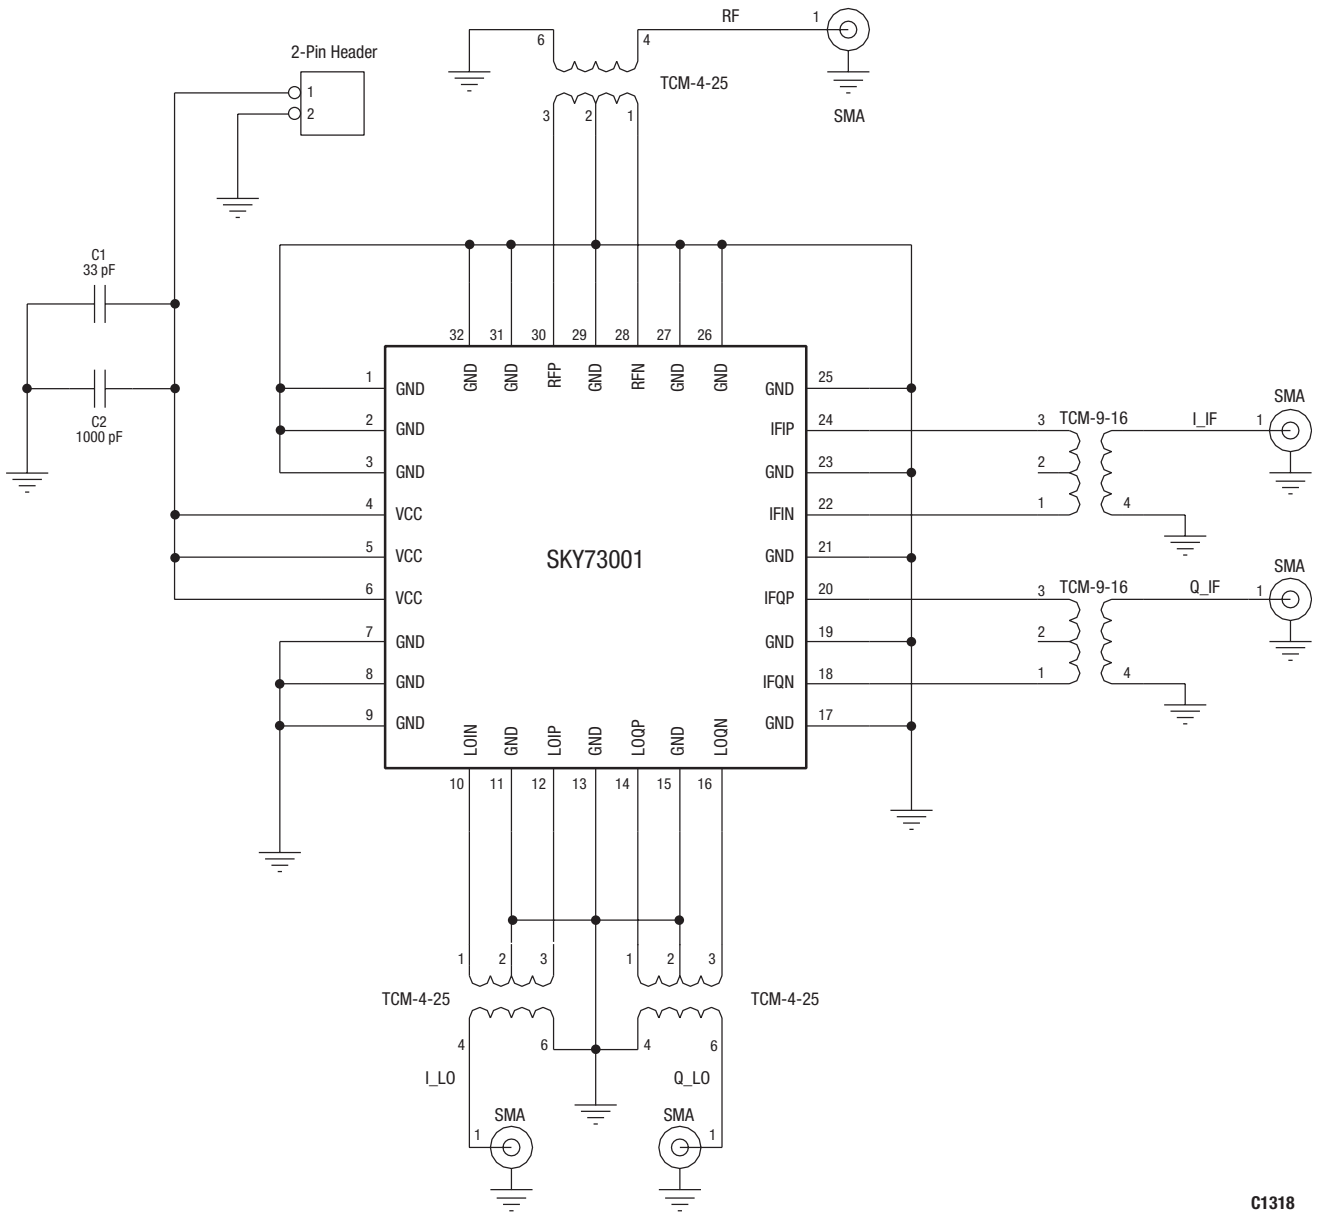 RF
1
6
4
2-Pin Header
1
2
TCM-4-25
3
2
1
SMA
C1
33 pF
C2
1000 pF
32
31
30
29
28
27
26
GND
GND
RFP
GND
RFN
GND
GND
1
GND
2
GND
3
GND
4
VCC
5
VCC
6
VCC
7
GND
8
GND
9
GND
SKY73001
GND
25
IFIP
24
GND
23
IFIN
22
GND
21
IFQP
20
GND
19
IFQN
18
GND
17
3
TCM-9-16
I_IF
1
SMA
2
1
4
3
TCM-9-16
Q_IF
1
SMA
2
1
4
LOIN
GND
LOIP
GND
LOQP
GND
LOQN
10
11
12
13
14
15
16
1
2
3
1
2
3
TCM-4-25
TCM-4-25
4
6
4
6
I_LO
Q_LO
SMA
SMA
1
1
C1318